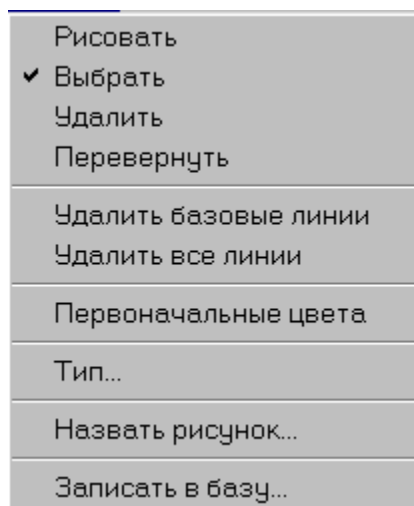 Рисовать
Выбрать
Удалить
Перевернуть
Удалить базовые линии
Удалить все линии
Первоначальные цвета
Тип...
Назвать рисунок...
Записать в базу...